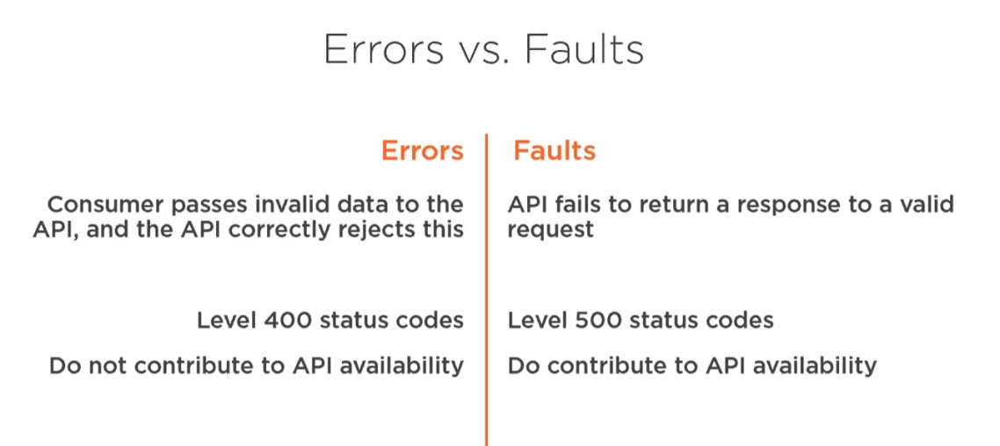 Errors vs. Faults
Errors
Consumer passes invalid data to the
API, and the API correctly rejects this
Level 400 status codes
Do not contribute to API availability
Faults
API fails to return a response to a valid
request
Level 500 status codes
Do contribute to API availability